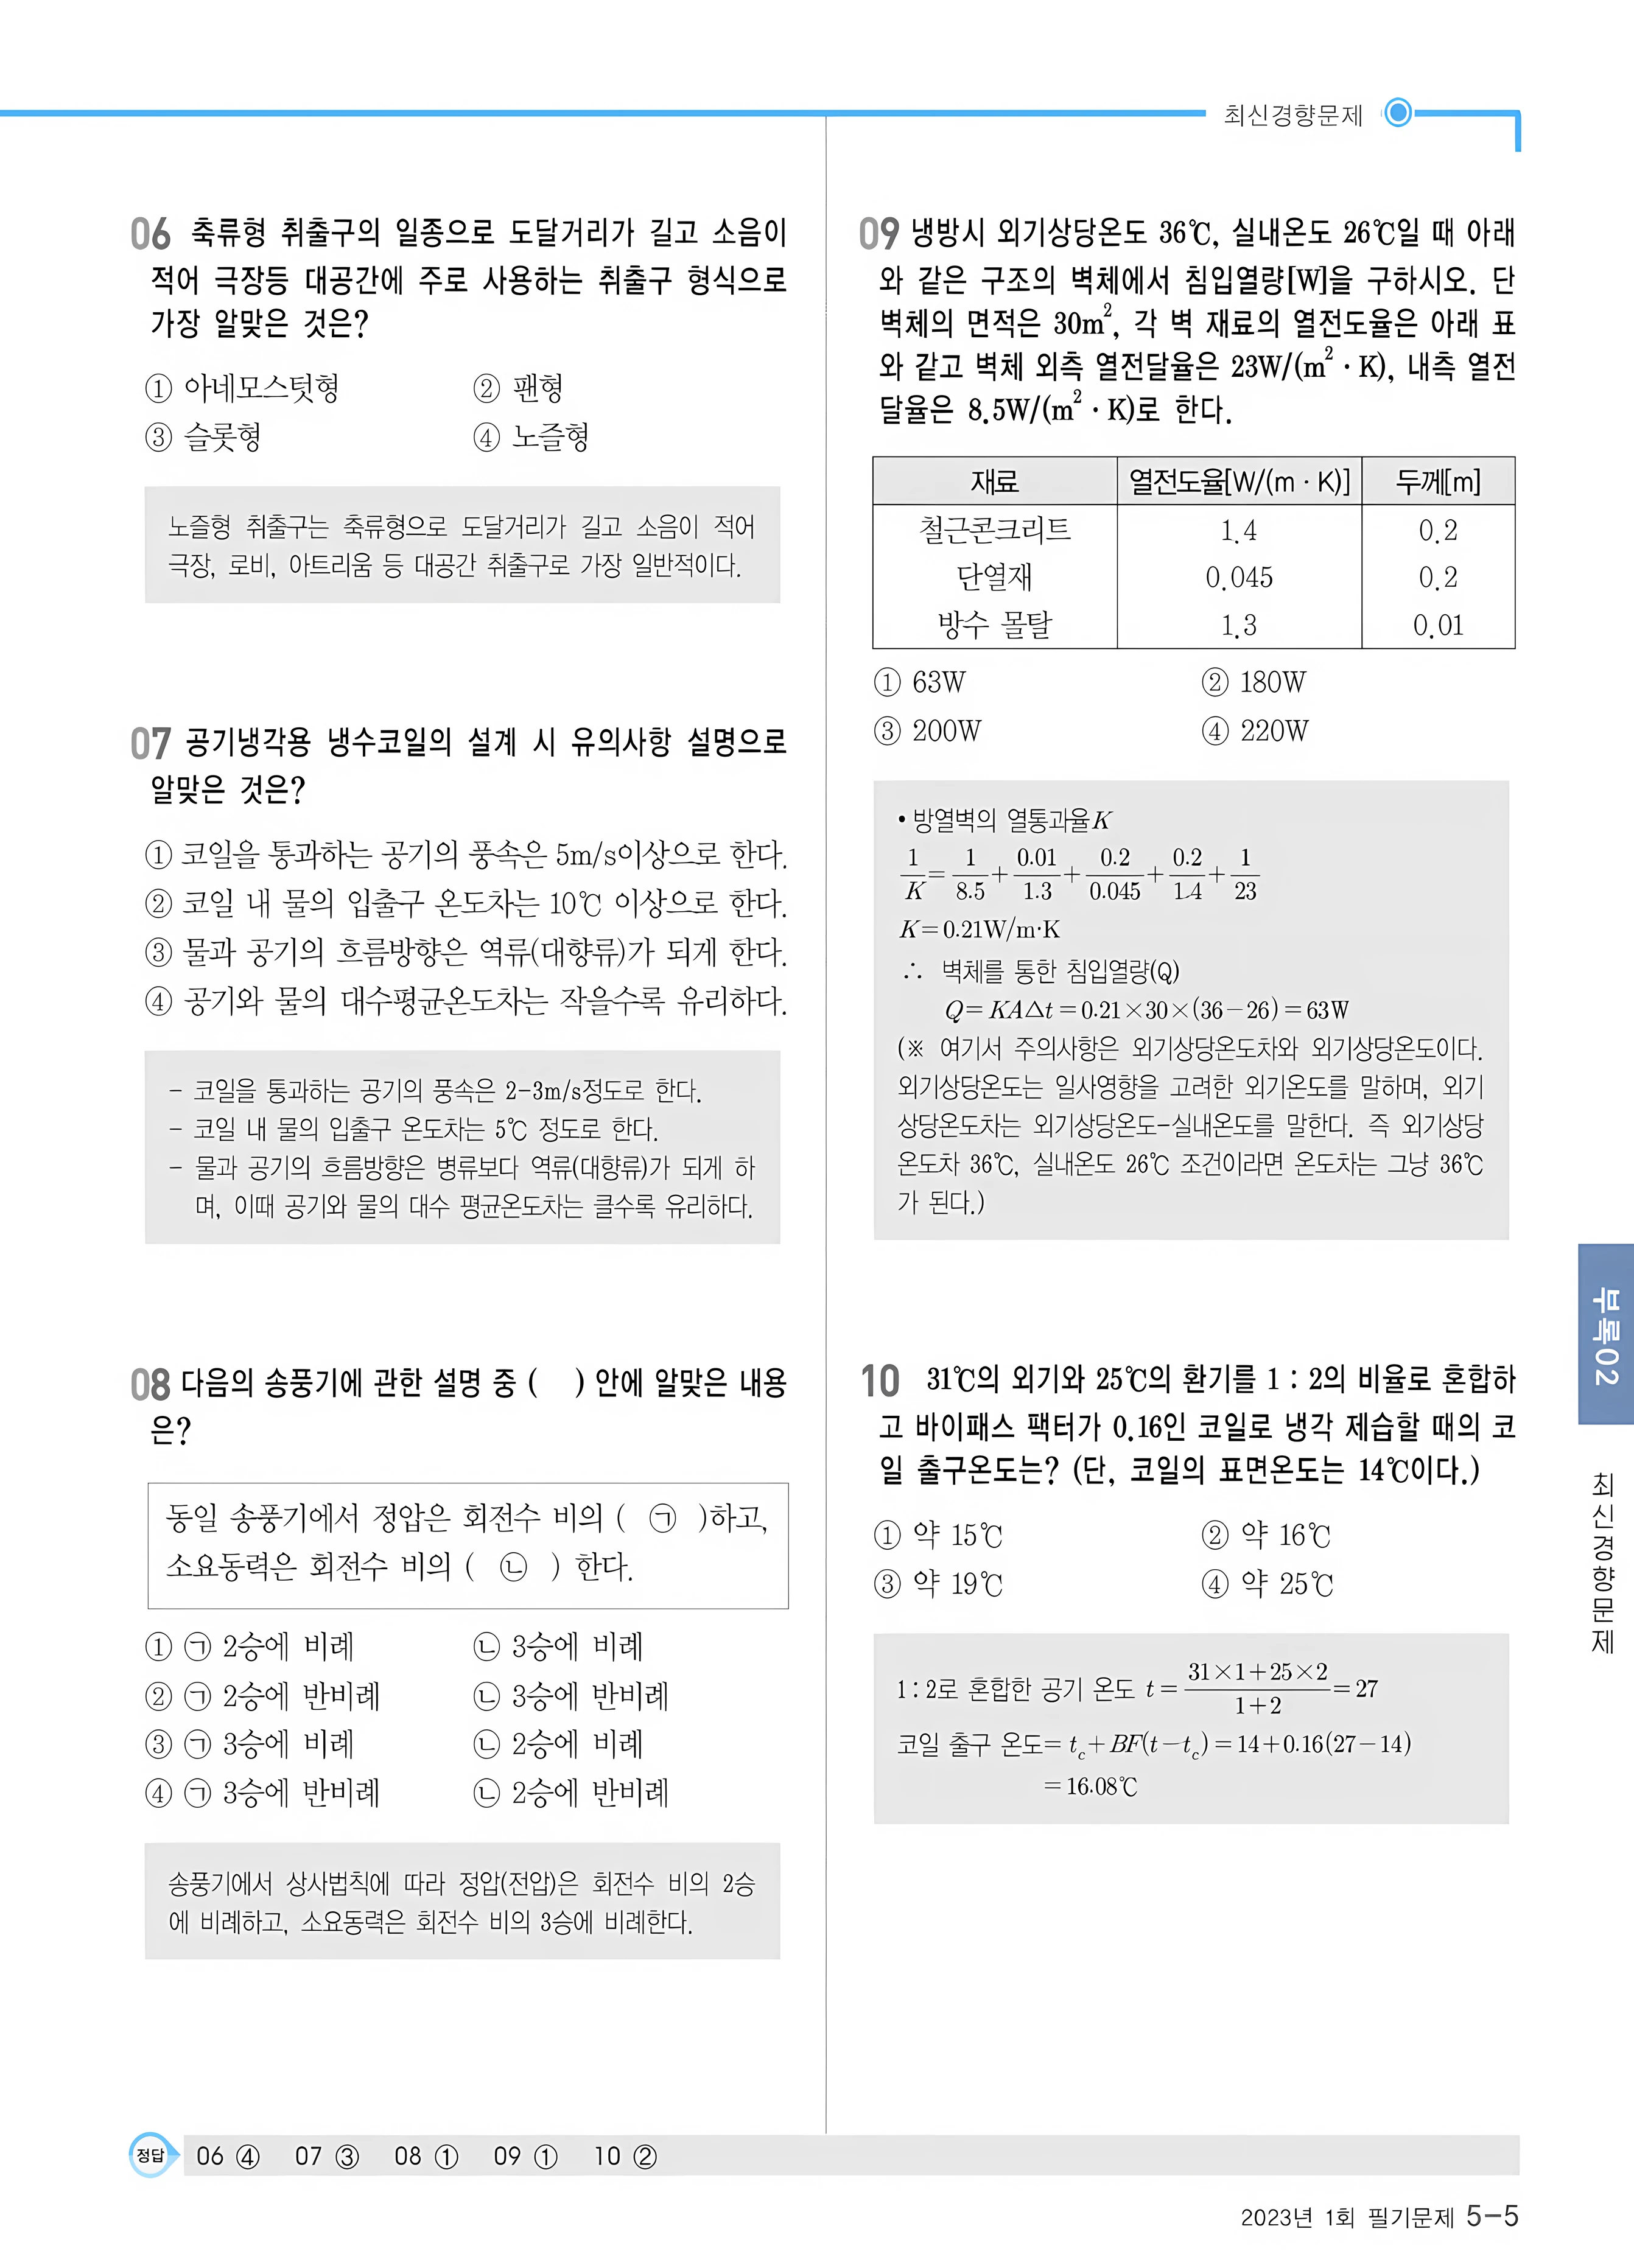 최신경향문제
06 축류형 취출구의 일종으로 도달거리가 길고 소음이
적어 극장등 대공간에 주로 사용하는 취출구 형식으로
가장 알맞은 것은?
① 아네모스텃형 ② 팬형
③ 슬롯형 ④ 노즐형
노즐형 취출구는 축류형으로 도달거리가 길고 소음이 적어
극장, 로비, 아트리움 등 대공간 취출구로 가장 일반적이다.
07 공기냉각용 냉수코일의 설계 시 유의사항 설명으로
알맞은 것은?
① 코일을 통과하는 공기의 풍속은 5m/s이상으로 한다.
② 코일 내 물의 입출구 온도차는 10℃ 이상으로 한다.
③ 물과 공기의 흐름방향은 역류(대향류)가 되게 한다.
④ 공기와 물의 대수평균온도차는 작을수록 유리하다.
- 코일을 통과하는 공기의 풍속은 2-3m/s정도로 한다.
- 코일 내 물의 입출구 온도차는 5℃ 정도로 한다.
- 물과 공기의 흐름방향은 병류보다 역류(대향류)가 되게 하
며, 이때 공기와 물의 대수 평균온도차는 클수록 유리하다.
08 다음의 송풍기에 관한 설명 중 ( ) 안에 알맞은 내용
은?
동일 송풍기에서 정압은 회전수 비의 ( ㉠ )하고,
소요동력은 회전수 비의 ( ㉡ ) 한다.
① ㉠ 2승에 비례 ㉡ 3승에 비례
② ㉠ 2승에 반비례 ㉡ 3승에 반비례
③ ㉠ 3승에 비례 ㉡ 2승에 비례
④ ㉠ 3승에 반비례 ㉡ 2승에 반비례
송풍기에서 상사법칙에 따라 정압(전압)은 회전수 비의 2승
에 비례하고, 소요동력은 회전수 비의 3승에 비례한다.
09 냉방시 외기상당온도 36℃, 실내온도 26℃일 때 아래
와 같은 구조의 벽체에서 침입열량[W]을 구하시오. 단
벽체의 면적은 30m², 각 벽 재료의 열전도율은 아래 표
와 같고 벽체 외측 열전달율은 23W/(m²·K), 내측 열전
달율은 8.5W/(m²·K)로 한다.
재료 열전도율[W/(m·K)] 두께[m]
철근콘크리트 1.4 0.2
단열재 0.045 0.2
방수 몰탈 1.3 0.01
① 63W ② 180W
③ 200W ④ 220W
• 방열벽의 열통과율K
1/K = 1/8.5 + 0.01/1.3 + 0.2/0.045 + 0.2/1.4 + 1/23
K=0.21W/m·K
∴ 벽체를 통한 침입열량(Q)
Q=KA△t=0.21×30×(36-26)=63W
(※ 여기서 주의사항은 외기상당온도차와 외기상당온도이다.
외기상당온도는 일사영향을 고려한 외기온도를 말하며, 외기
상당온도차는 외기상당온도-실내온도를 말한다. 즉 외기상당
온도차 36℃, 실내온도 26℃ 조건이라면 온도차는 그냥 36℃
가 된다.)
10 31℃의 외기와 25℃의 환기를 1 : 2의 비율로 혼합하
고 바이패스 팩터가 0.16인 코일로 냉각 제습할 때의 코
일 출구온도는? (단, 코일의 표면온도는 14℃이다.)
① 약 15℃ ② 약 16℃
③ 약 19℃ ④ 약 25℃
1:2로 혼합한 공기 온도 t = (31×1+25×2)/(1+2) = 27
코일 출구 온도= tc+BF(t-tc)=14+0.16(27-14)
=16.08℃
부록02
최신경향문제
정답 06 ④ 07 ③ 08 ① 09 ① 10 ②
2023년 1회 필기문제 5-5